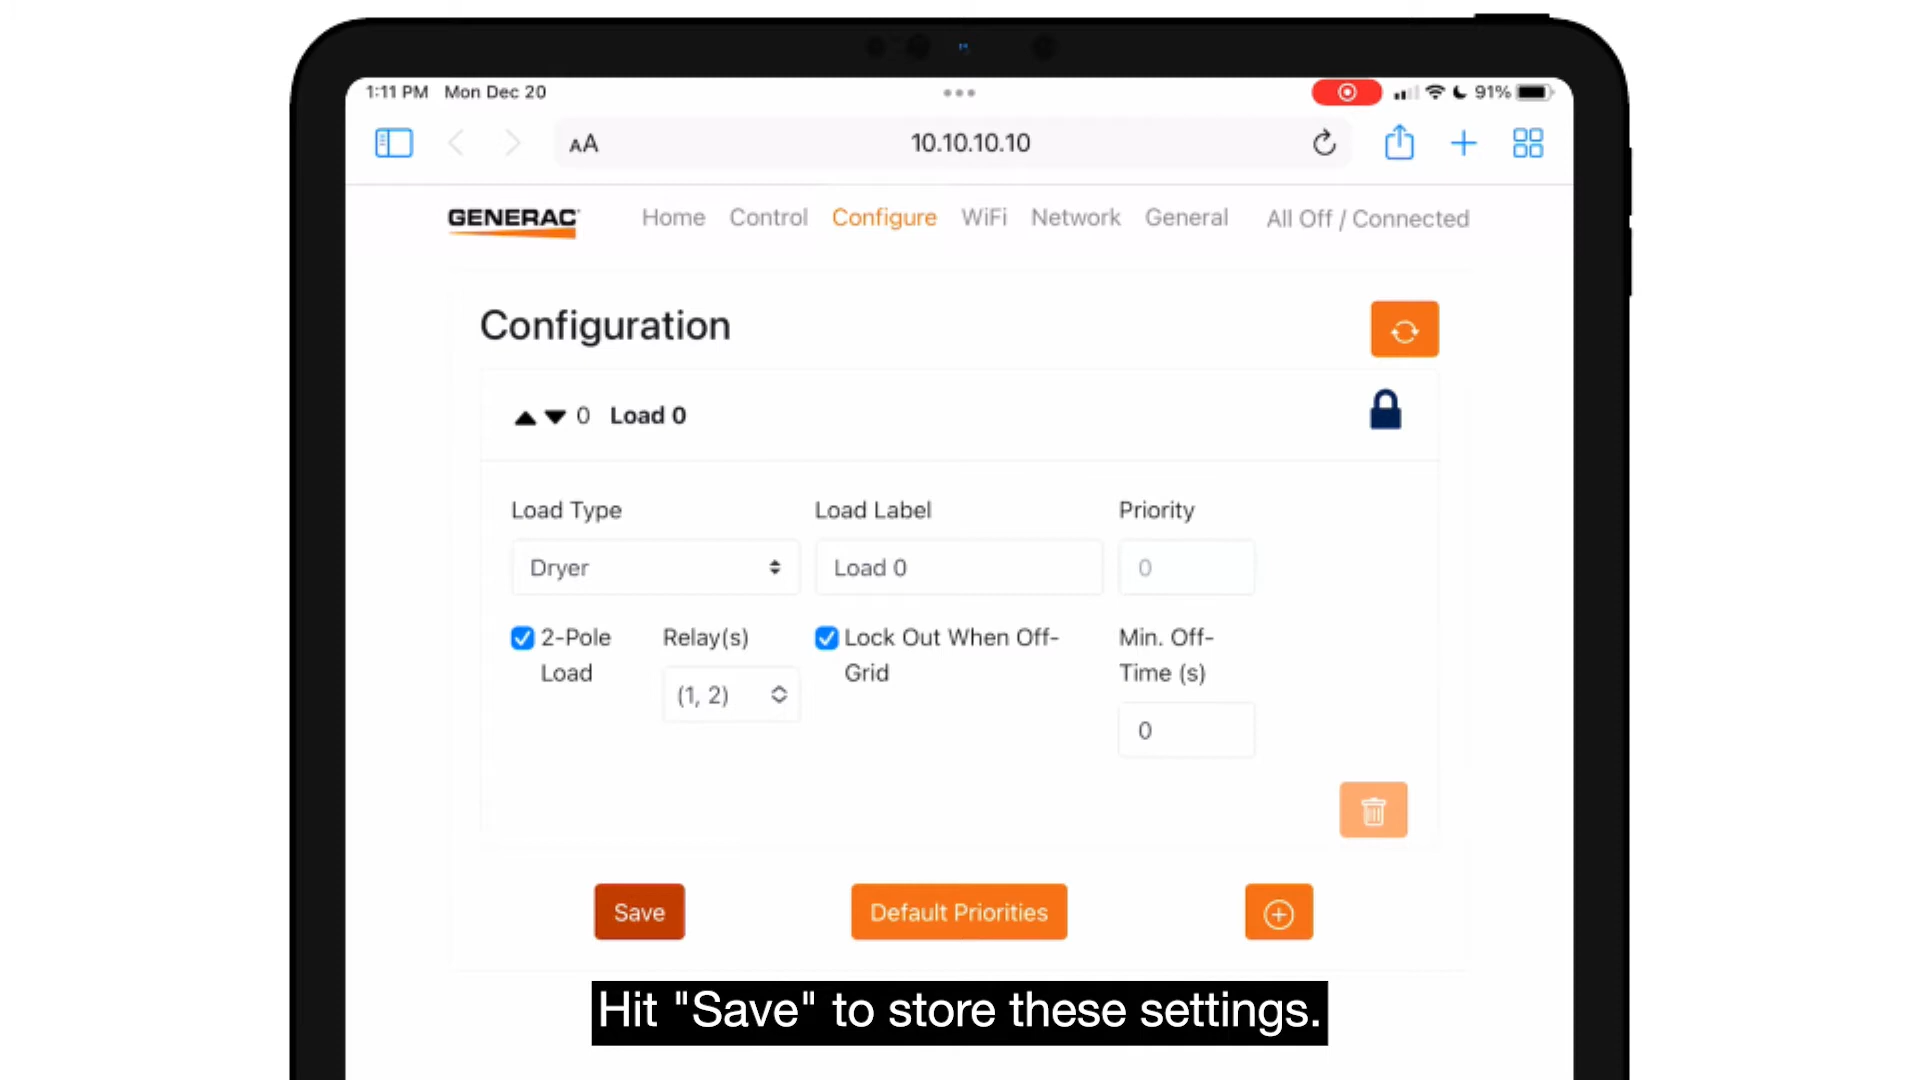 1:11 PM Mon Dec 20
91%
AA
10.10.10.10
GENERAC
Home Control Configure WiFi Network General All Off / Connected
Configuration
0 Load 0
Load Type Load Label Priority
Dryer Load 0 0
2-Pole Load
Relay(s)
(1, 2)
Lock Out When Off-
Grid
Min. Off-
Time (s)
0
Save Default Priorities
Hit "Save" to store these settings.